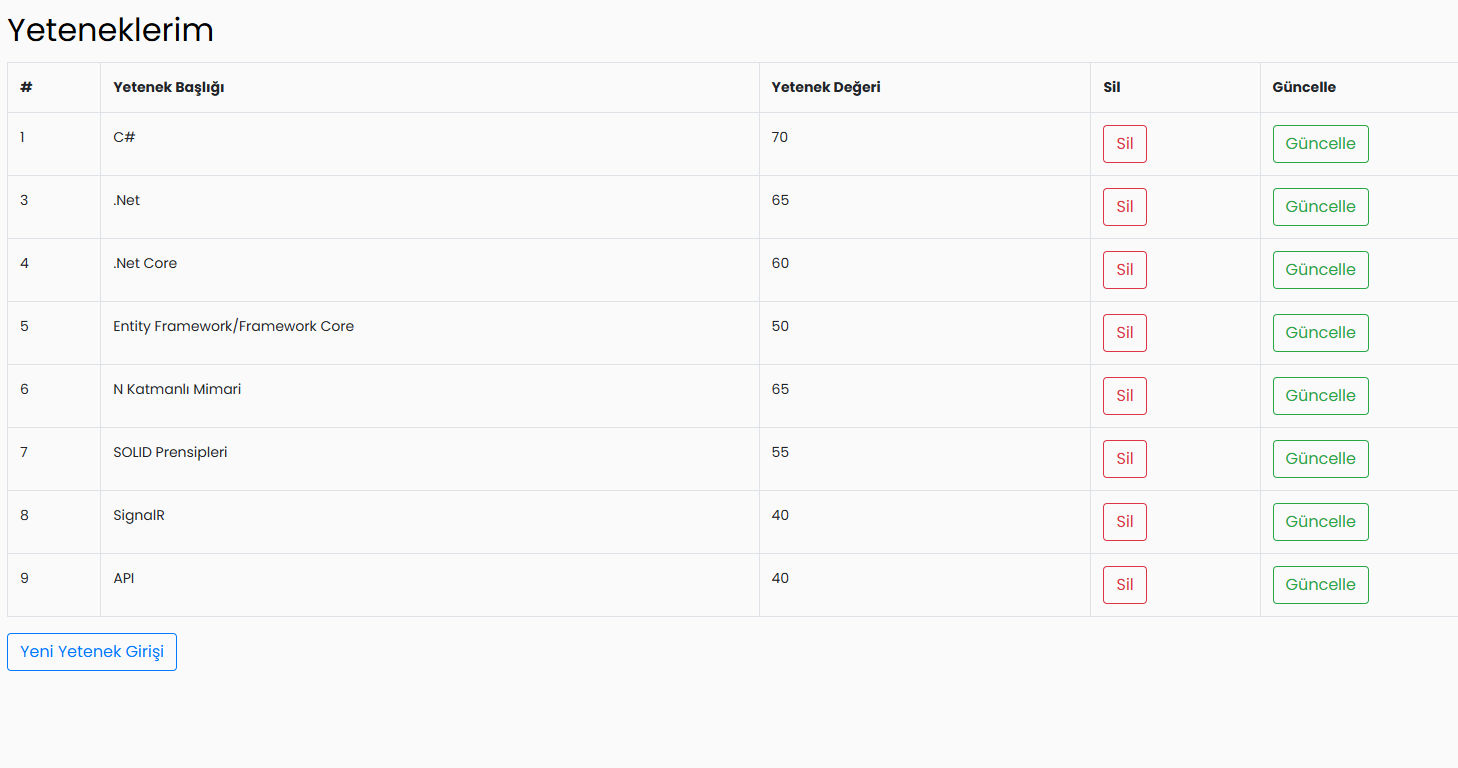 Yeteneklerim
# Yetenek Başlığı Yetenek Değeri Sil Güncelle
1 C# 70 Sil Güncelle
3 .Net 65 Sil Güncelle
4 .Net Core 60 Sil Güncelle
5 Entity Framework/Framework Core 50 Sil Güncelle
6 N Katmanlı Mimari 65 Sil Güncelle
7 SOLID Prensipleri 55 Sil Güncelle
8 SignalR 40 Sil Güncelle
9 API 40 Sil Güncelle
Yeni Yetenek Girişi